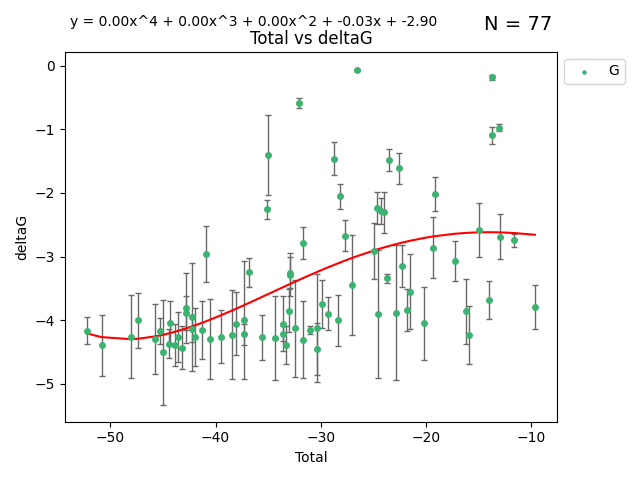 y = 0.00x^4 + 0.00x^3 + 0.00x^2 + -0.03x + -2.90
N = 77
Total vs deltaG
G
deltaG
0
−1
−2
−3
−4
−5
−50 −40 −30 −20 −10
Total